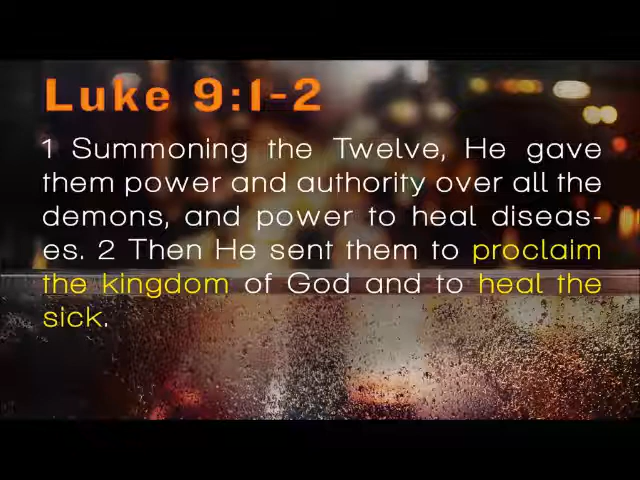 Luke 9:1-2
1 Summoning the Twelve, He gave
them power and authority over all the
demons, and power to heal diseas-
es. 2 Then He sent them to proclaim
the kingdom of God and to heal the
sick.